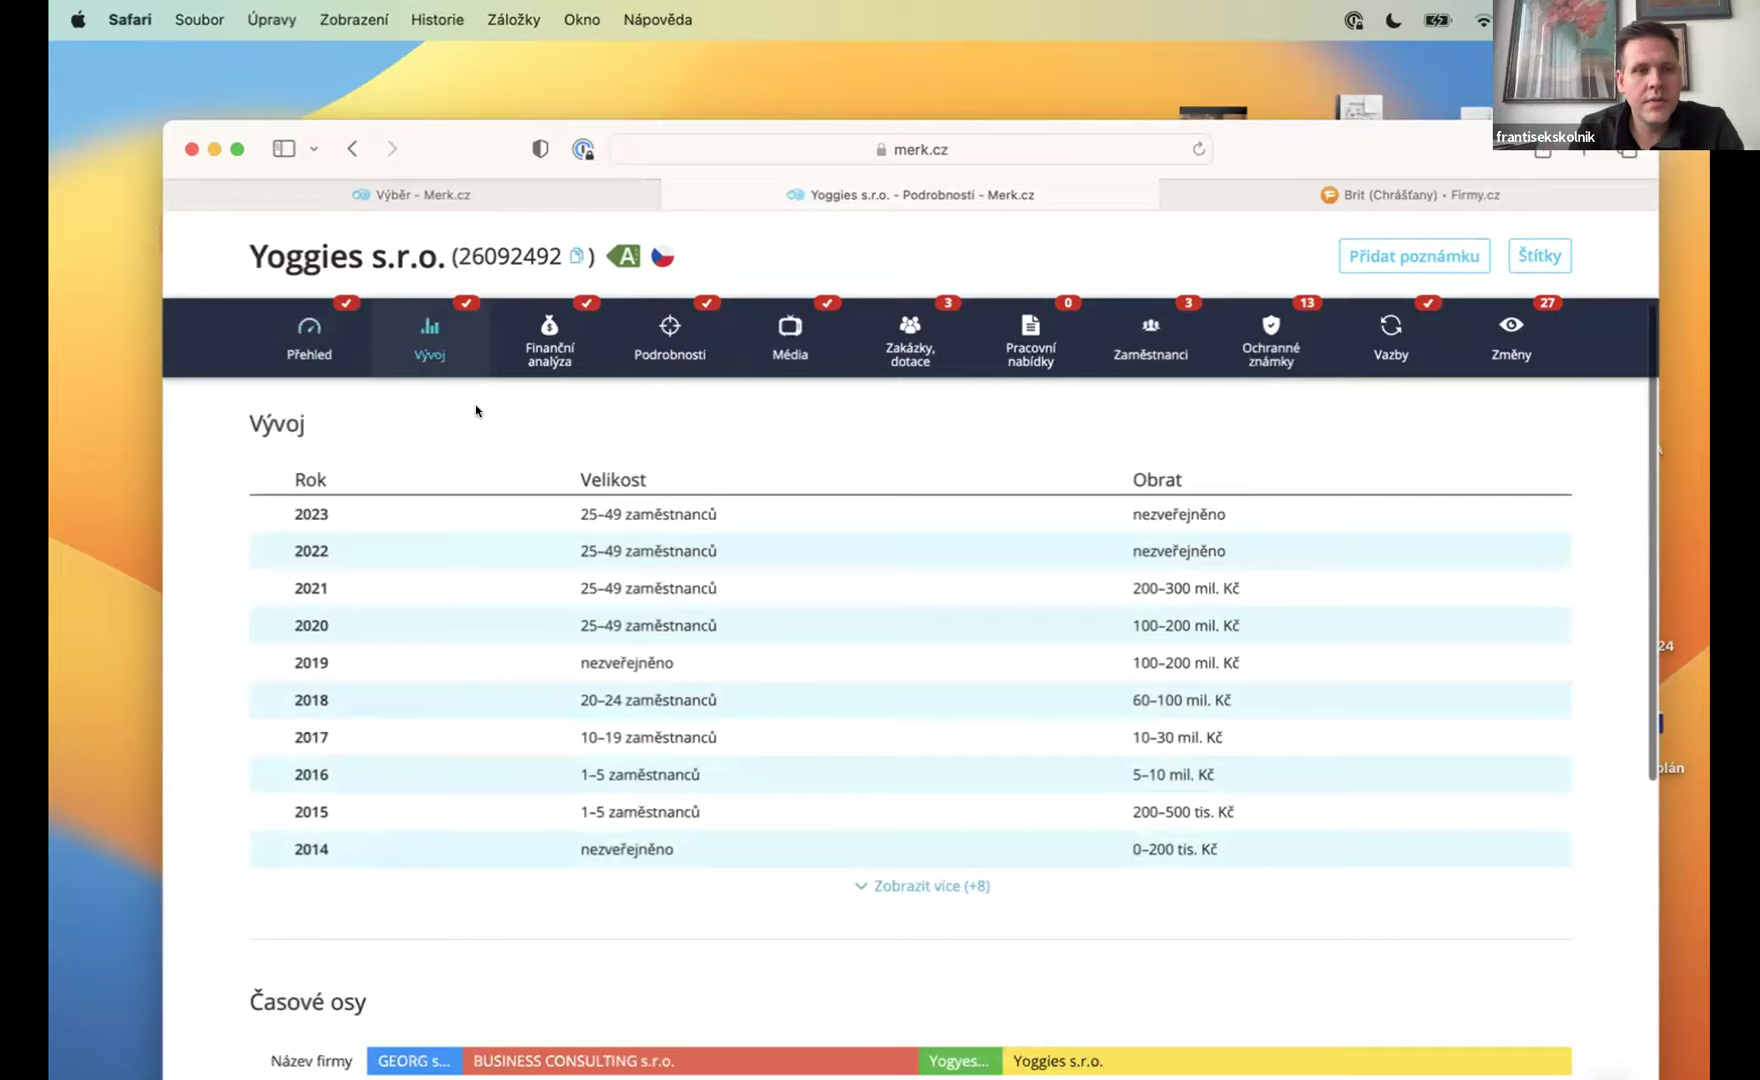 Safari Soubor Úpravy Zobrazení Historie Záložky Okno Nápověda
frantisekskolnik
merk.cz
Výběr – Merk.cz
Yoggies s.r.o. - Podrobnosti - Merk.cz
Brit (Chrášťany) • Firmy.cz
Yoggies s.r.o. (26092492 ) A
Přidat poznámku Štítky
3 0 3 13 27
Přehled
Vývoj
Finanční
analýza
Podrobnosti
Média
Zakázky,
dotace
Pracovní
nabídky
Zaměstnanci
Ochranné
známky
Vazby
Změny
Vývoj
Rok Velikost Obrat
2023 25–49 zaměstnanců nezveřejněno
2022 25–49 zaměstnanců nezveřejněno
2021 25–49 zaměstnanců 200–300 mil. Kč
2020 25–49 zaměstnanců 100–200 mil. Kč
2019 nezveřejněno 100–200 mil. Kč
2018 20–24 zaměstnanců 60–100 mil. Kč
2017 10–19 zaměstnanců 10–30 mil. Kč
2016 1–5 zaměstnanců 5–10 mil. Kč
2015 1–5 zaměstnanců 200–500 tis. Kč
2014 nezveřejněno 0–200 tis. Kč
Zobrazit více (+8)
24
plán
Časové osy
Název firmy GEORG s... BUSINESS CONSULTING s.r.o. Yogyes... Yoggies s.r.o.